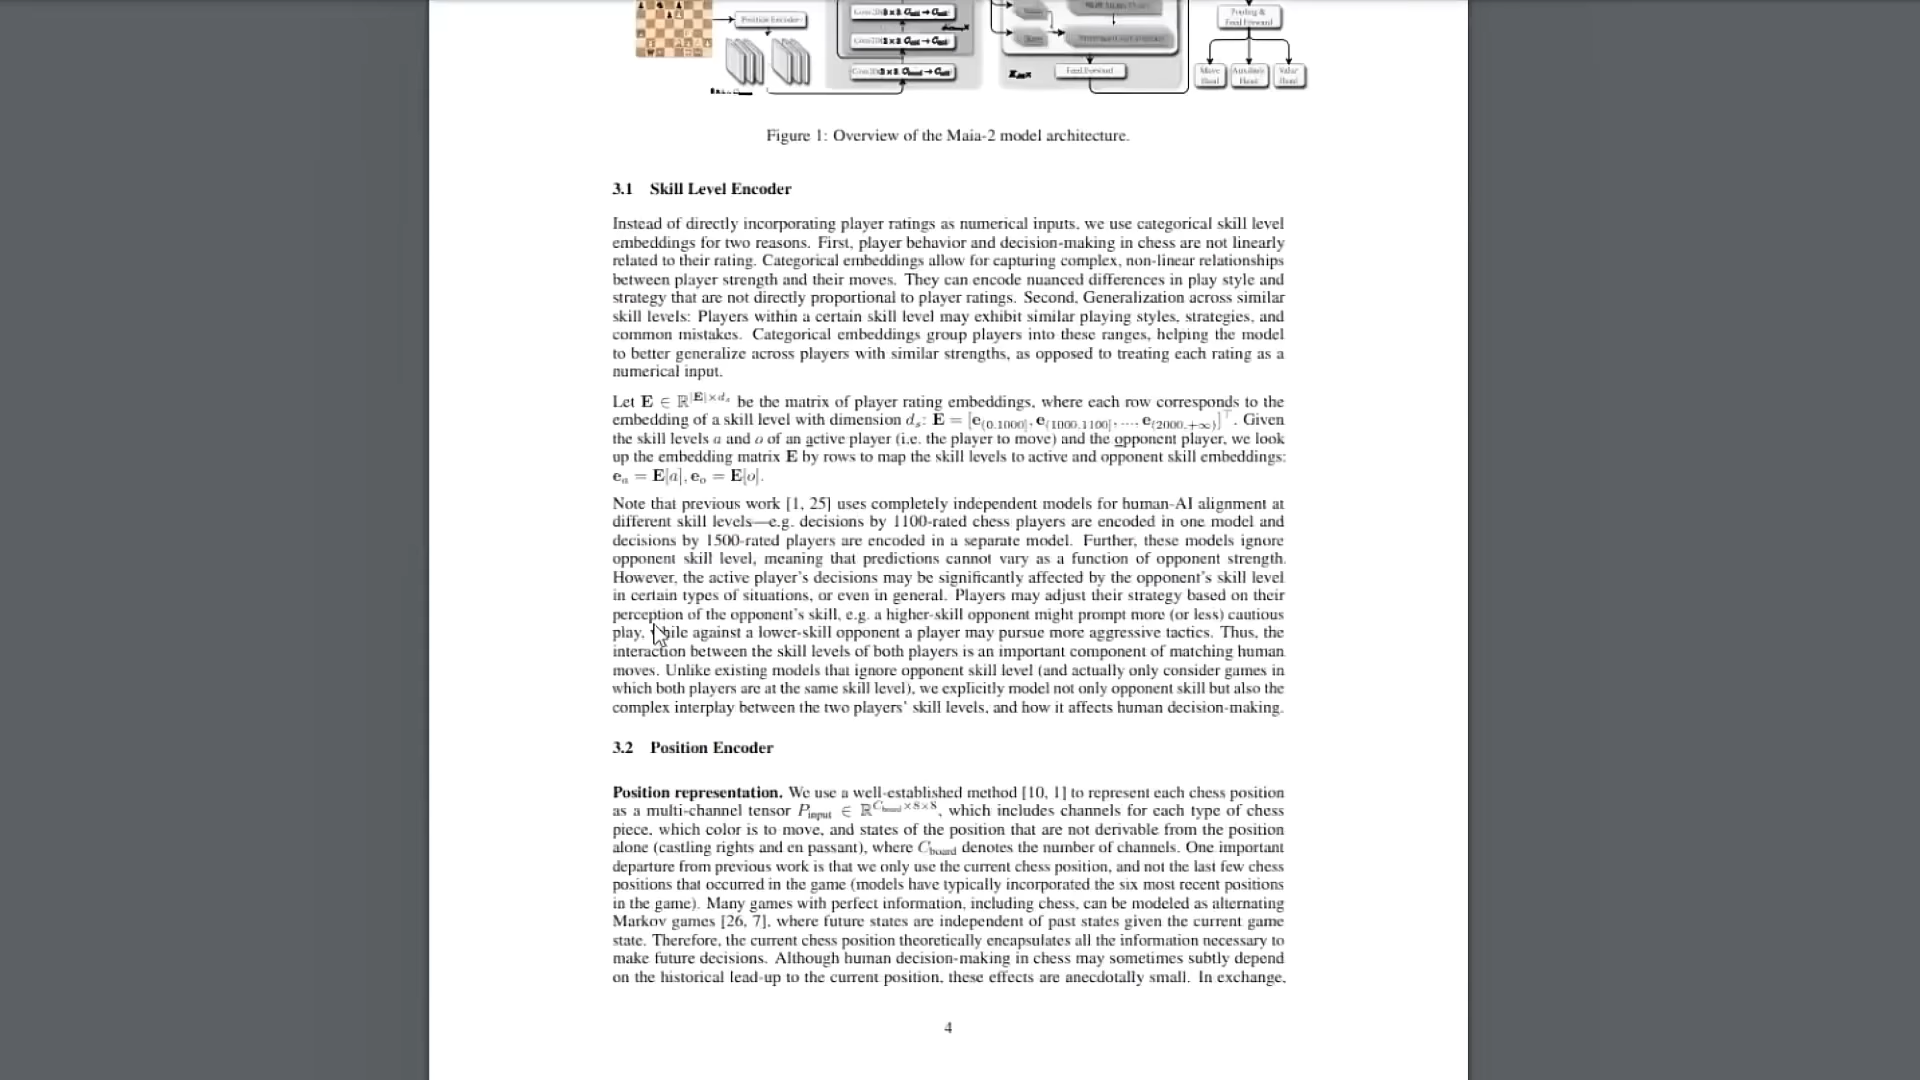 Position Encoder
Feed Forward
Pooling &
Feed Forward
Move
Head
Auxiliary
Head
Value
Head
Figure 1: Overview of the Maia-2 model architecture.
3.1 Skill Level Encoder
Instead of directly incorporating player ratings as numerical inputs, we use categorical skill level
embeddings for two reasons. First, player behavior and decision-making in chess are not linearly
related to their rating. Categorical embeddings allow for capturing complex, non-linear relationships
between player strength and their moves. They can encode nuanced differences in play style and
strategy that are not directly proportional to player ratings. Second, Generalization across similar
skill levels: Players within a certain skill level may exhibit similar playing styles, strategies, and
common mistakes. Categorical embeddings group players into these ranges, helping the model
to better generalize across players with similar strengths, as opposed to treating each rating as a
numerical input.
Let E ∈ ℝ^{|E|×d_s} be the matrix of player rating embeddings, where each row corresponds to the
embedding of a skill level with dimension d_s: E = [e_{(0,1000]}, e_{(1000,1100]}, ..., e_{(2000,+∞)}]^⊤. Given
the skill levels a and o of an active player (i.e. the player to move) and the opponent player, we look
up the embedding matrix E by rows to map the skill levels to active and opponent skill embeddings:
e_a = E[a], e_o = E[o].
Note that previous work [1, 25] uses completely independent models for human-AI alignment at
different skill levels—e.g. decisions by 1100-rated chess players are encoded in one model and
decisions by 1500-rated players are encoded in a separate model. Further, these models ignore
opponent skill level, meaning that predictions cannot vary as a function of opponent strength.
However, the active player's decisions may be significantly affected by the opponent's skill level
in certain types of situations, or even in general. Players may adjust their strategy based on their
perception of the opponent's skill, e.g. a higher-skill opponent might prompt more (or less) cautious
play, while against a lower-skill opponent a player may pursue more aggressive tactics. Thus, the
interaction between the skill levels of both players is an important component of matching human
moves. Unlike existing models that ignore opponent skill level (and actually only consider games in
which both players are at the same skill level), we explicitly model not only opponent skill but also the
complex interplay between the two players' skill levels, and how it affects human decision-making.
3.2 Position Encoder
Position representation. We use a well-established method [10, 1] to represent each chess position
as a multi-channel tensor P_{input} ∈ ℝ^{C_{board}×8×8}, which includes channels for each type of chess
piece, which color is to move, and states of the position that are not derivable from the position
alone (castling rights and en passant), where C_{board} denotes the number of channels. One important
departure from previous work is that we only use the current chess position, and not the last few chess
positions that occurred in the game (models have typically incorporated the six most recent positions
in the game). Many games with perfect information, including chess, can be modeled as alternating
Markov games [26, 7], where future states are independent of past states given the current game
state. Therefore, the current chess position theoretically encapsulates all the information necessary to
make future decisions. Although human decision-making in chess may sometimes subtly depend
on the historical lead-up to the current position, these effects are anecdotally small. In exchange,
4